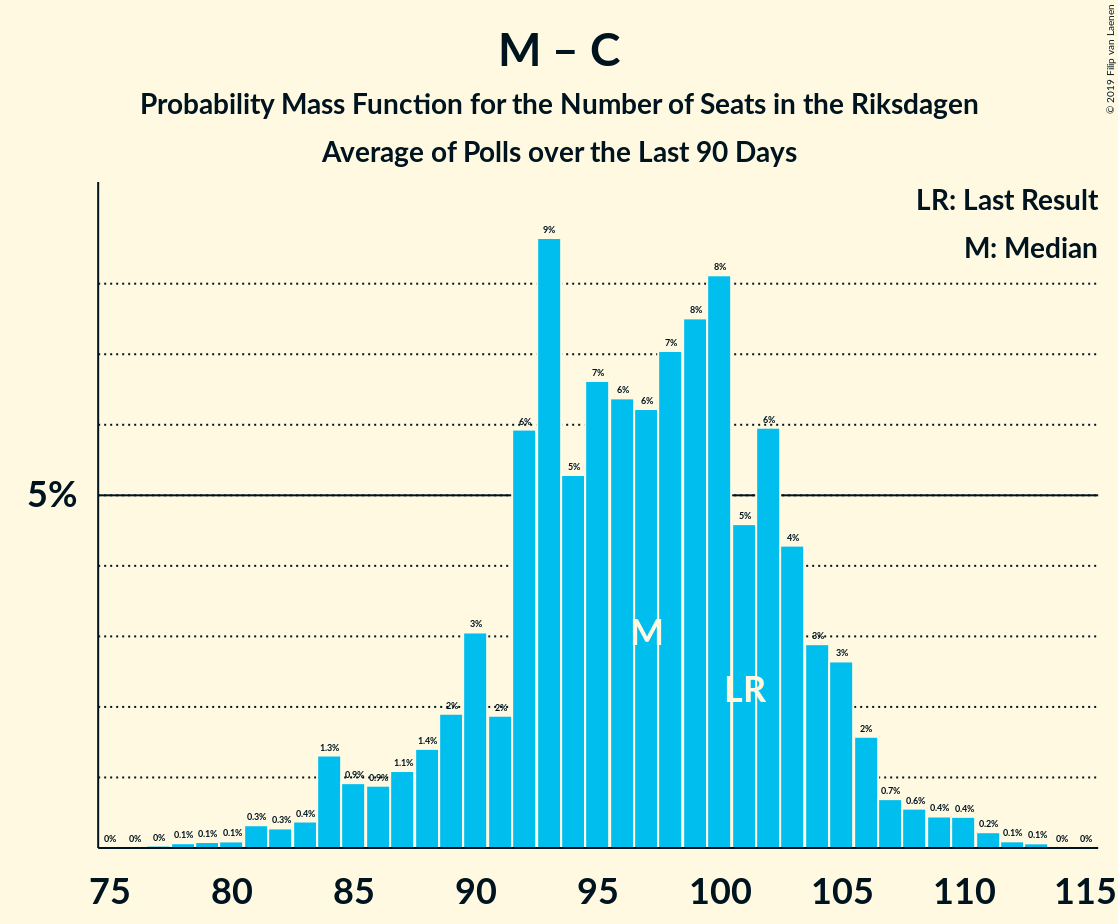 M – C
Probability Mass Function for the Number of Seats in the Riksdagen
Average of Polls over the Last 90 Days
© 2019 Filip van Laenen
LR: Last Result
M: Median
5%
0% 0% 0% 0.1% 0.1% 0.1% 0.3% 0.3% 0.4% 1.3% 0.9% 0.9% 1.1% 1.4% 2% 3% 2% 6% 9% 5% 7% 6% 6% 7% 8% 8% 5% 6% 4% 3% 3% 2% 0.7% 0.6% 0.4% 0.4% 0.2% 0.1% 0.1% 0% 0%
M
LR
75 80 85 90 95 100 105 110 115